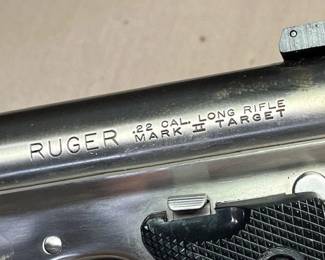 RUGER .22 CAL. LONG RIFLE
MARK II TARGET